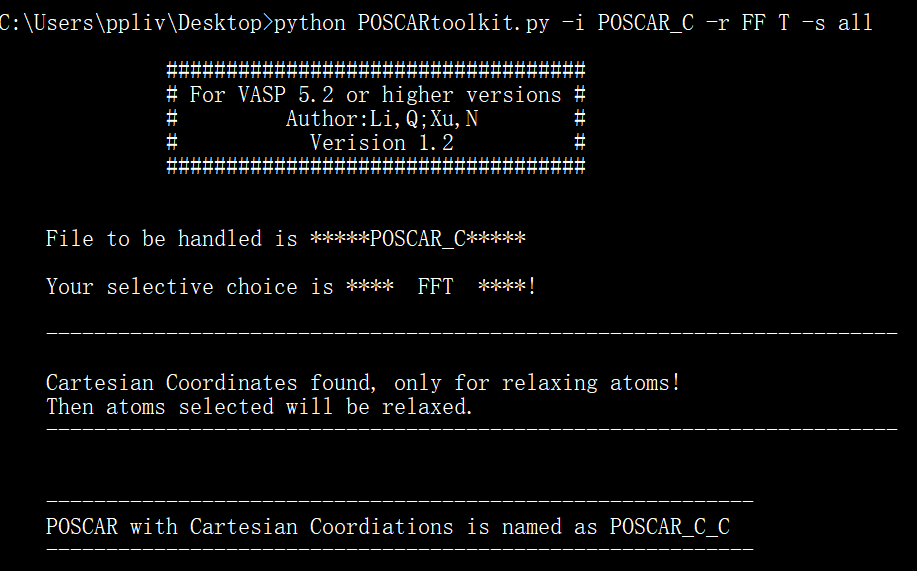 C:\Users\ppliv\Desktop>python POSCARtoolkit.py -i POSCAR_C -r FF T -s all
###################################
# For VASP 5.2 or higher versions #
# Author:Li,Q;Xu,N #
# Verision 1.2 #
###################################
File to be handled is *****POSCAR_C*****
Your selective choice is **** FFT ****!
-----------------------------------------------------------------------
Cartesian Coordinates found, only for relaxing atoms!
Then atoms selected will be relaxed.
-----------------------------------------------------------------------
-----------------------------------------------------------
POSCAR with Cartesian Coordiations is named as POSCAR_C_C
-----------------------------------------------------------